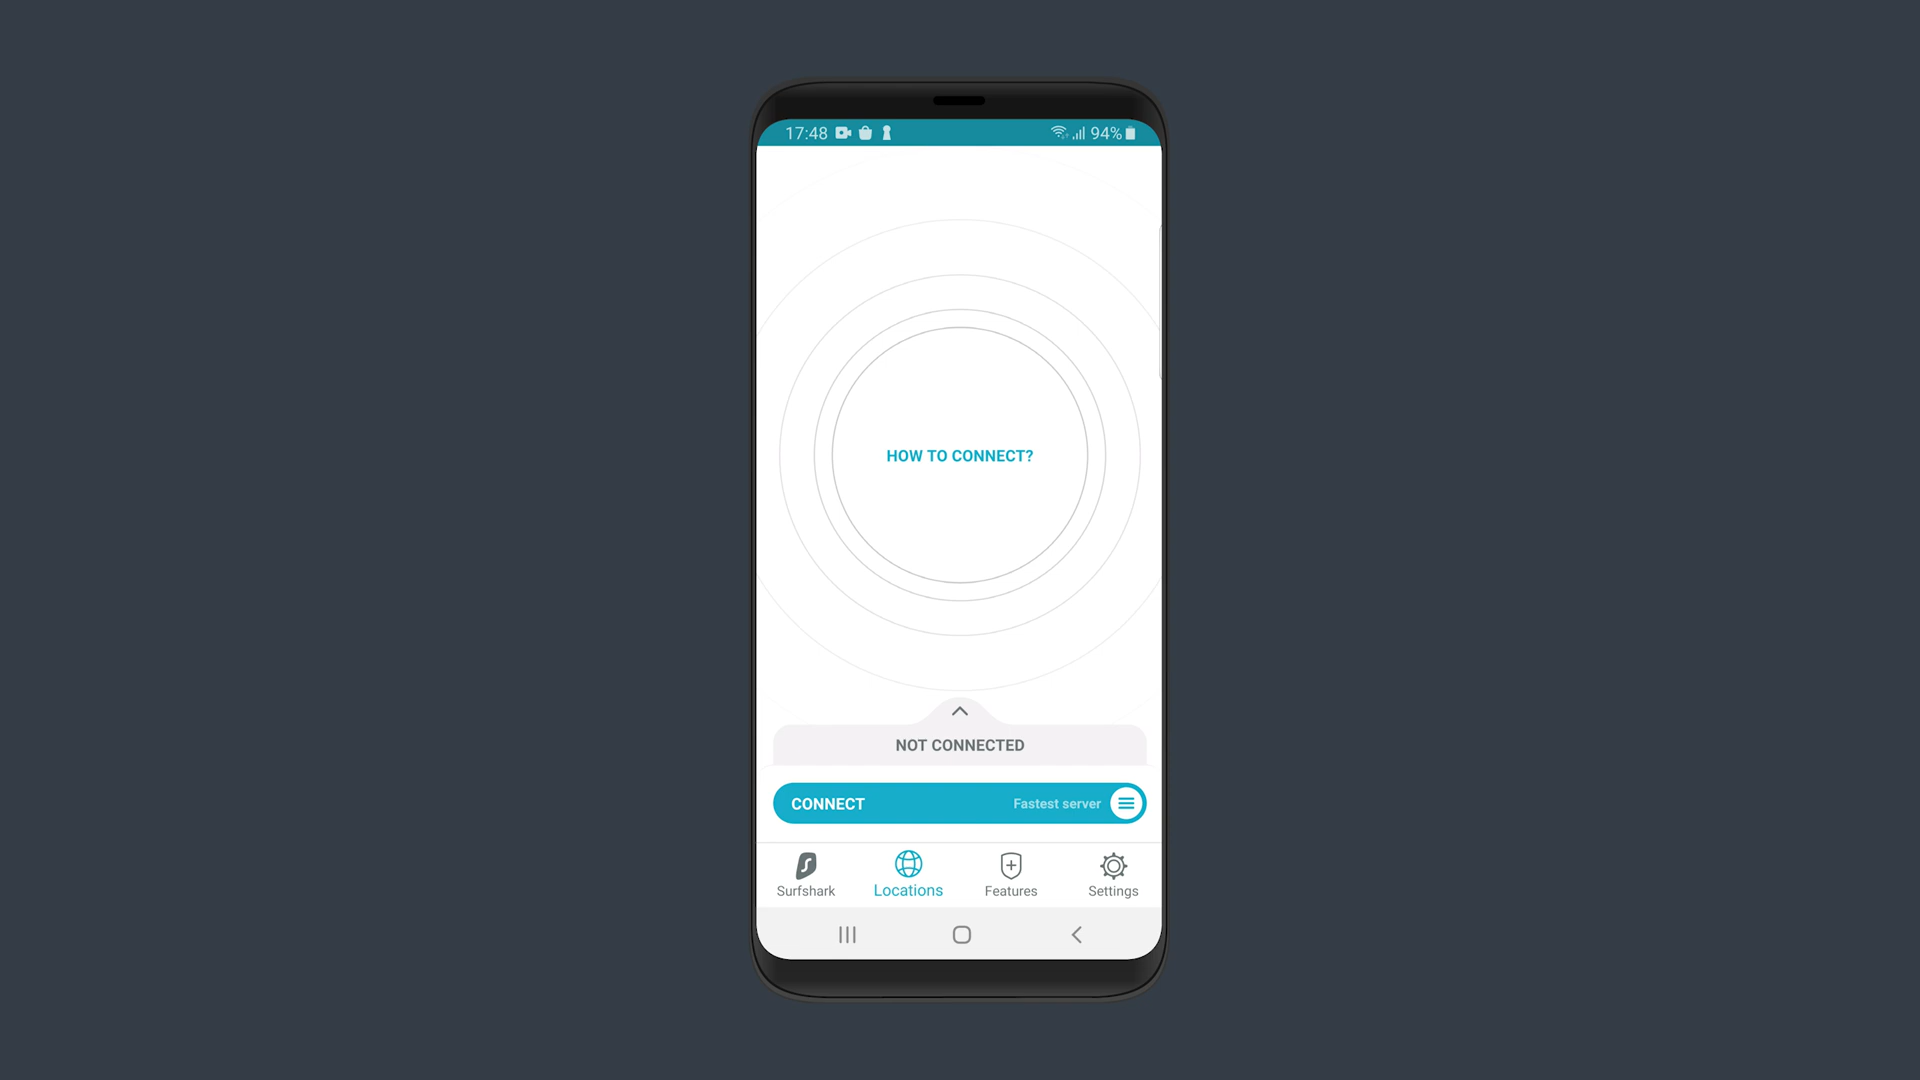 17:48 94%
HOW TO CONNECT?
NOT CONNECTED
CONNECT Fastest server
Surfshark Locations Features Settings